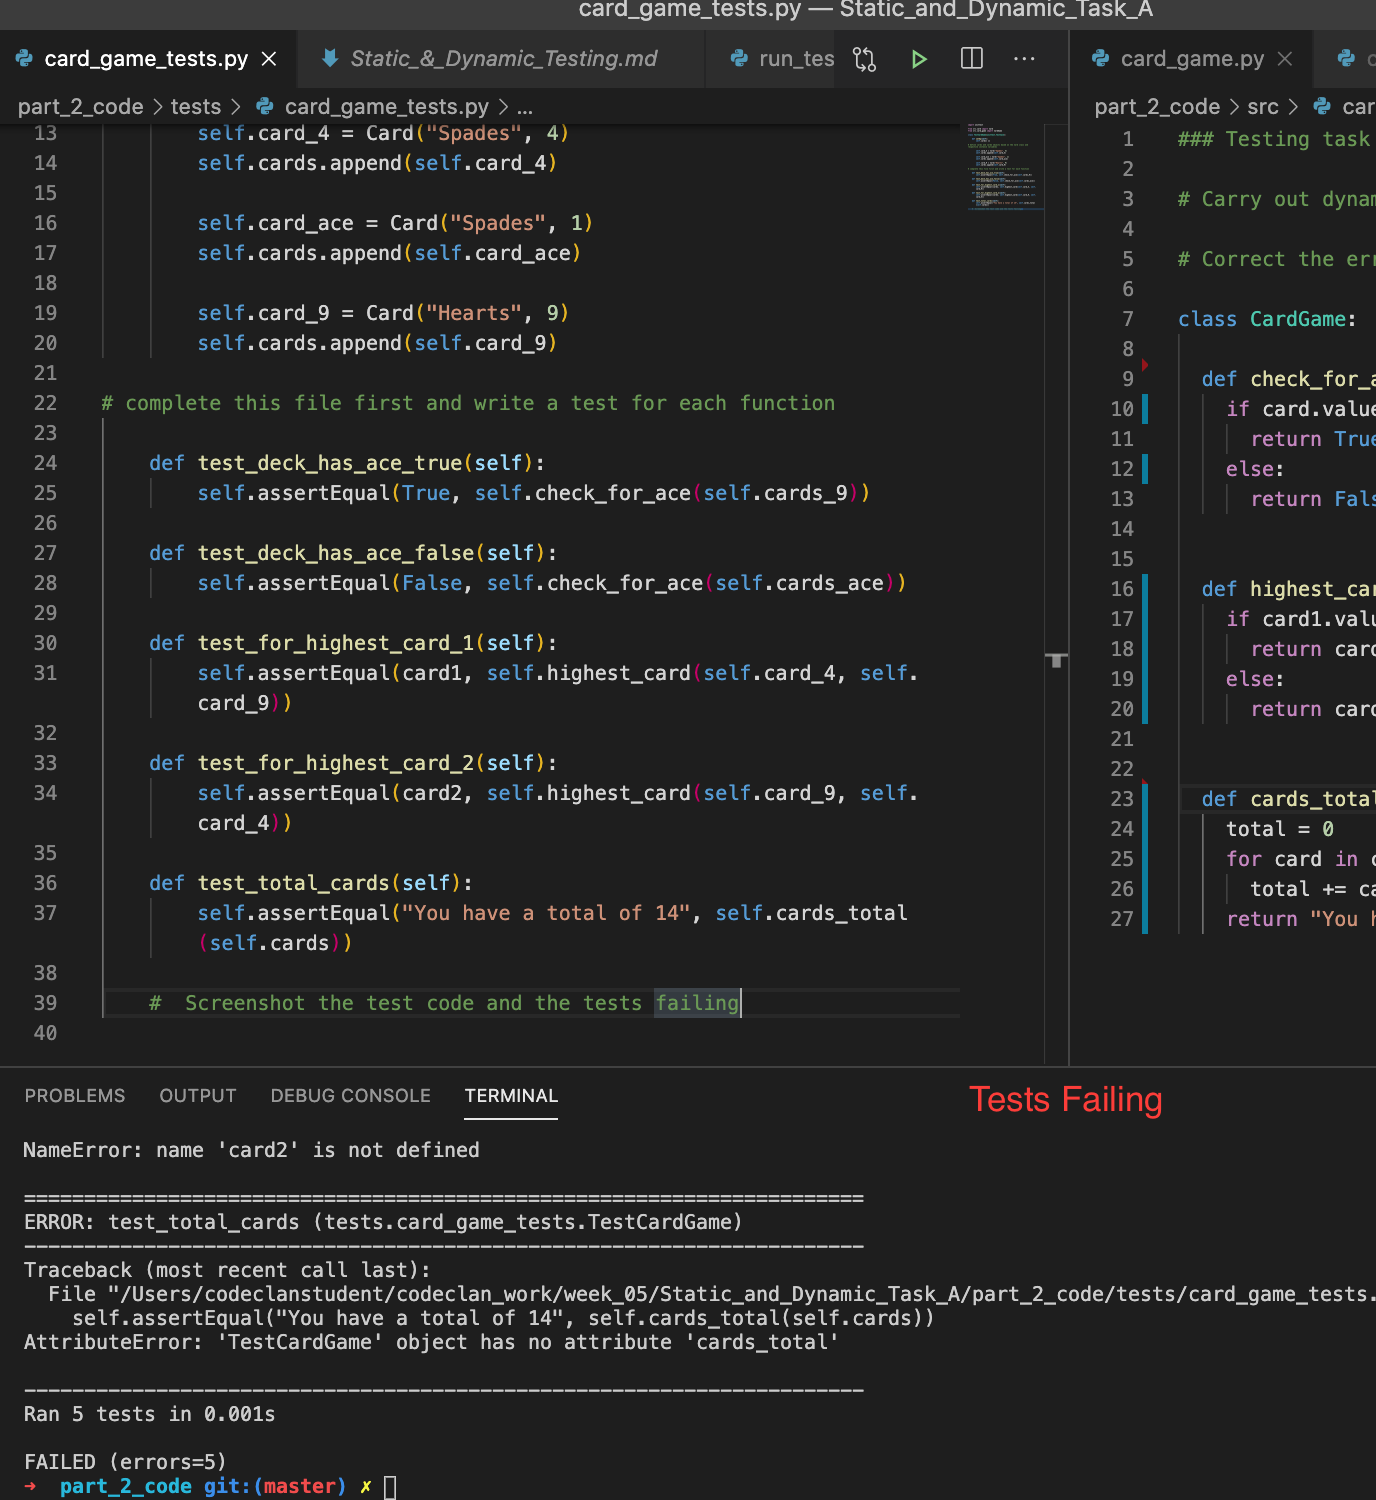 card_game_tests.py — Static_and_Dynamic_Task_A
card_game_tests.py Static_&_Dynamic_Testing.md run_tes
part_2_code > tests > card_game_tests.py > ...
13 self.card_4 = Card("Spades", 4)
14 self.cards.append(self.card_4)
15
16 self.card_ace = Card("Spades", 1)
17 self.cards.append(self.card_ace)
18
19 self.card_9 = Card("Hearts", 9)
20 self.cards.append(self.card_9)
21
22 # complete this file first and write a test for each function
23
24 def test_deck_has_ace_true(self):
25 self.assertEqual(True, self.check_for_ace(self.cards_9))
26
27 def test_deck_has_ace_false(self):
28 self.assertEqual(False, self.check_for_ace(self.cards_ace))
29
30 def test_for_highest_card_1(self):
31 self.assertEqual(card1, self.highest_card(self.card_4, self.
card_9))
32
33 def test_for_highest_card_2(self):
34 self.assertEqual(card2, self.highest_card(self.card_9, self.
card_4))
35
36 def test_total_cards(self):
37 self.assertEqual("You have a total of 14", self.cards_total
(self.cards))
38
39 #  Screenshot the test code and the tests failing
40
card_game.py
part_2_code > src > car
1 ### Testing task
2
3 # Carry out dynam
4
5 # Correct the err
6
7 class CardGame:
8
9 def check_for_a
10 if card.value
11 return True
12 else:
13 return Fals
14
15
16 def highest_car
17 if card1.valu
18 return card
19 else:
20 return card
21
22
23 def cards_total
24 total = 0
25 for card in c
26 total += ca
27 return "You h
PROBLEMS OUTPUT DEBUG CONSOLE TERMINAL
Tests Failing
NameError: name 'card2' is not defined
======================================================================
ERROR: test_total_cards (tests.card_game_tests.TestCardGame)
----------------------------------------------------------------------
Traceback (most recent call last):
File "/Users/codeclanstudent/codeclan_work/week_05/Static_and_Dynamic_Task_A/part_2_code/tests/card_game_tests.
self.assertEqual("You have a total of 14", self.cards_total(self.cards))
AttributeError: 'TestCardGame' object has no attribute 'cards_total'
----------------------------------------------------------------------
Ran 5 tests in 0.001s
FAILED (errors=5)
➜ part_2_code git:(master) ✗